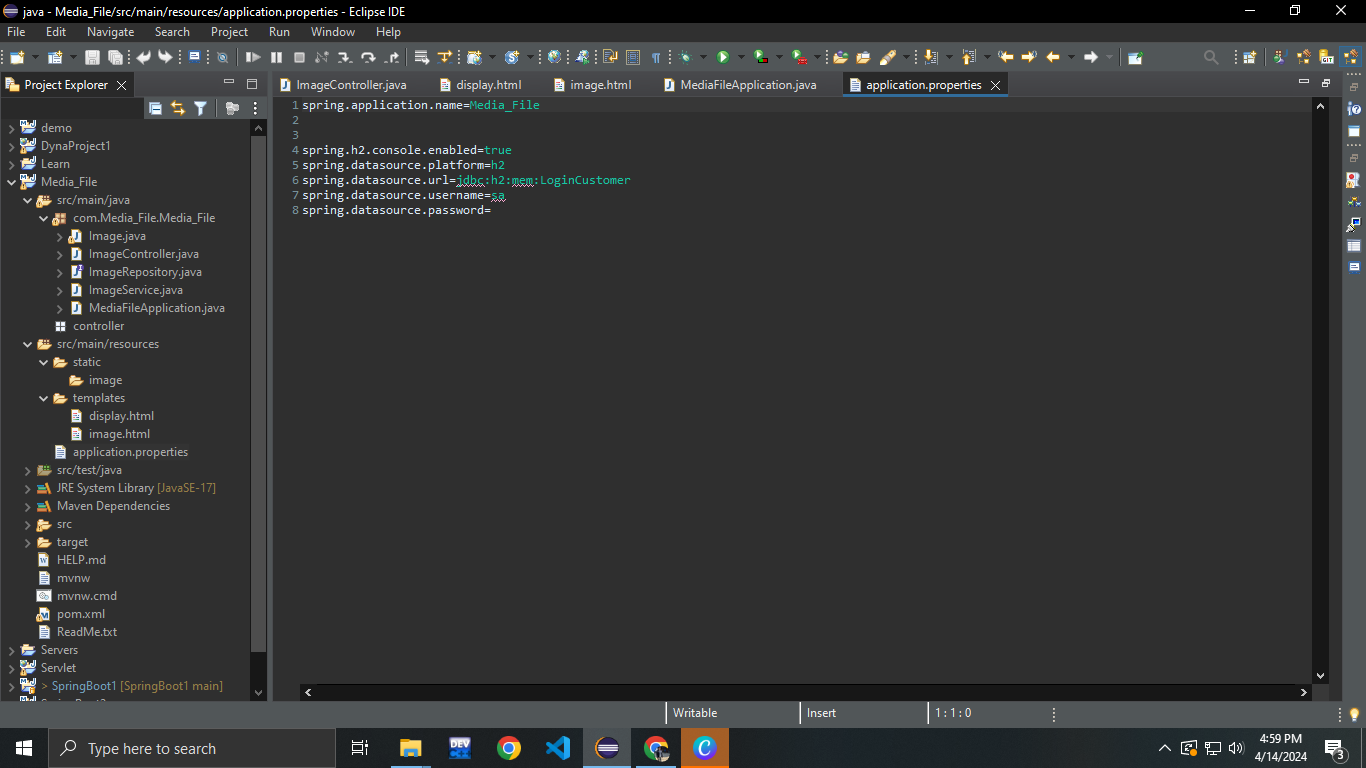 java - Media_File/src/main/resources/application.properties - Eclipse IDE
File Edit Navigate Search Project Run Window Help
Project Explorer
ImageController.java display.html image.html MediaFileApplication.java application.properties
demo
DynaProject1
Learn
Media_File
src/main/java
com.Media_File.Media_File
Image.java
ImageController.java
ImageRepository.java
ImageService.java
MediaFileApplication.java
controller
src/main/resources
static
image
templates
display.html
image.html
application.properties
src/test/java
JRE System Library [JavaSE-17]
Maven Dependencies
src
target
HELP.md
mvnw
mvnw.cmd
pom.xml
ReadMe.txt
Servers
Servlet
> SpringBoot1 [SpringBoot1 main]
1 spring.application.name=Media_File
2
3
4 spring.h2.console.enabled=true
5 spring.datasource.platform=h2
6 spring.datasource.url=jdbc:h2:mem:LoginCustomer
7 spring.datasource.username=sa
8 spring.datasource.password=
Writable Insert 1 : 1 : 0
Type here to search
DEV
4:59 PM
4/14/2024
3